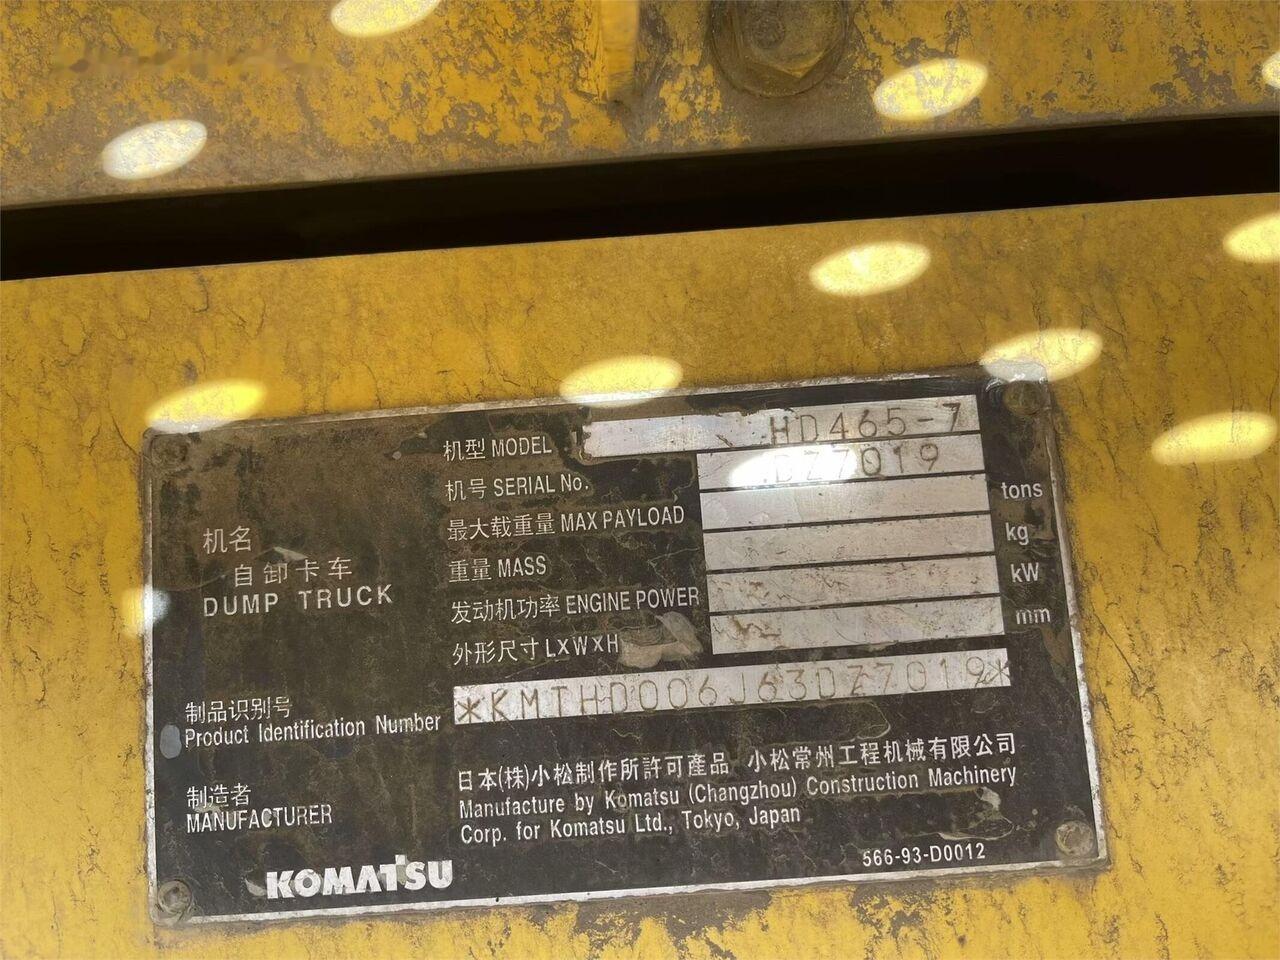 机型 MODEL HD465-7
机号 SERIAL No. DZ7019
最大载重量 MAX PAYLOAD tons
重量 MASS kg
发动机功率 ENGINE POWER kW
外形尺寸 L×W×H mm
机名
自卸卡车
DUMP TRUCK
制品识别号
Product Identification Number
*KMTHD006J63DZ7019*
制造者
MANUFACTURER
日本(株)小松制作所許可產品 小松常州工程机械有限公司
Manufacture by Komatsu (Changzhou) Construction Machinery
Corp. for Komatsu Ltd., Tokyo, Japan
KOMATSU
566-93-D0012